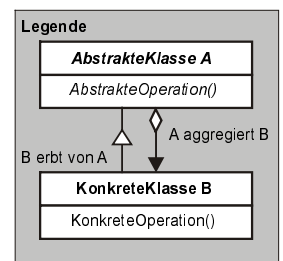 Legende
AbstrakteKlasse A
AbstrakteOperation()
A aggregiert B
B erbt von A
KonkreteKlasse B
KonkreteOperation()